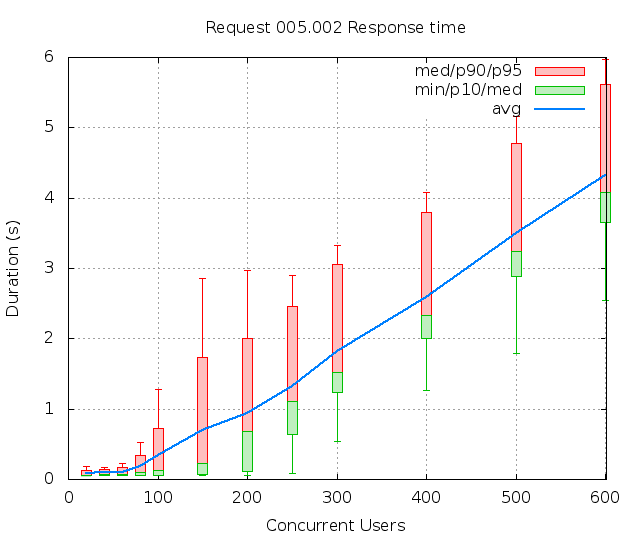 Request 005.002 Response time
med/p90/p95
min/p10/med
avg
Duration (s)
6
5
4
3
2
1
0
0 100 200 300 400 500 600
Concurrent Users